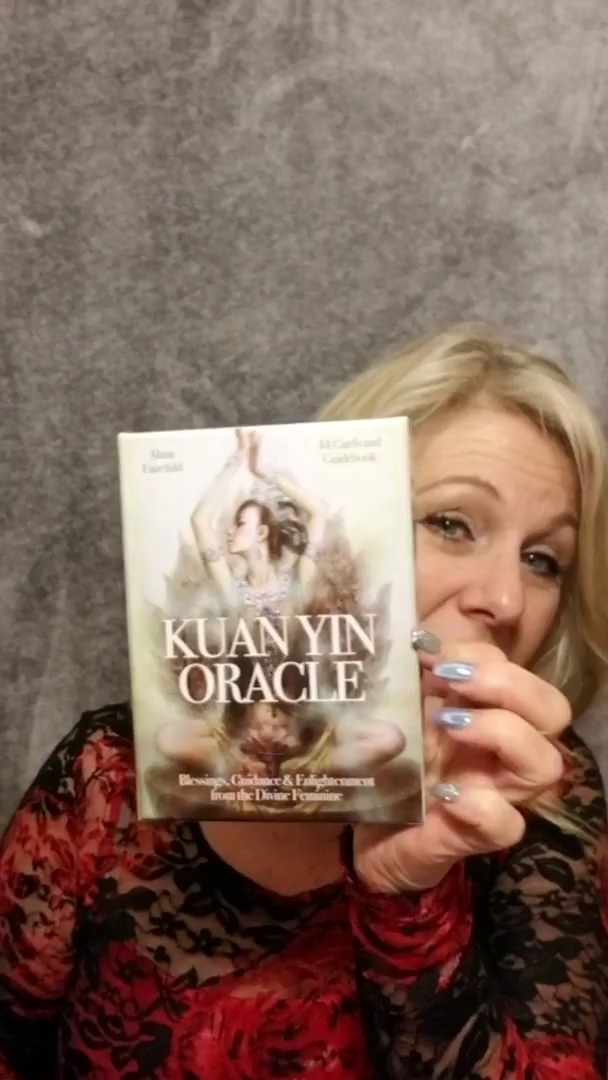 Alana
Fairchild
44 Cards and
Guidebook
KUAN YIN
ORACLE
Blessings, Guidance & Enlightenment
from the Divine Feminine